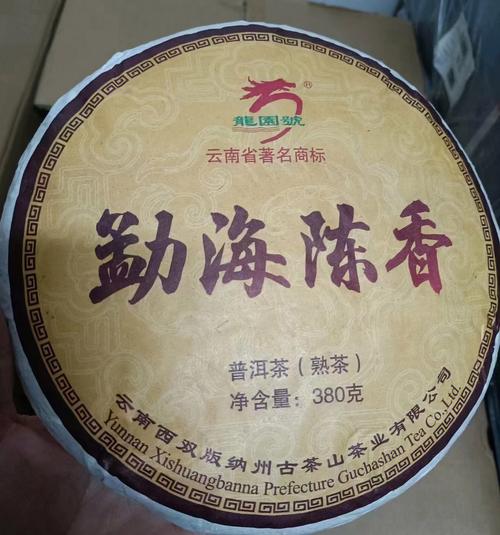 ®
龍園號
云南省著名商标
勐海陈香
普洱茶（熟茶）
净含量：380克
云南西双版纳州古茶山茶业有限公司
Yunnan Xishuangbanna Prefecture Guchashan Tea Co.,Ltd.